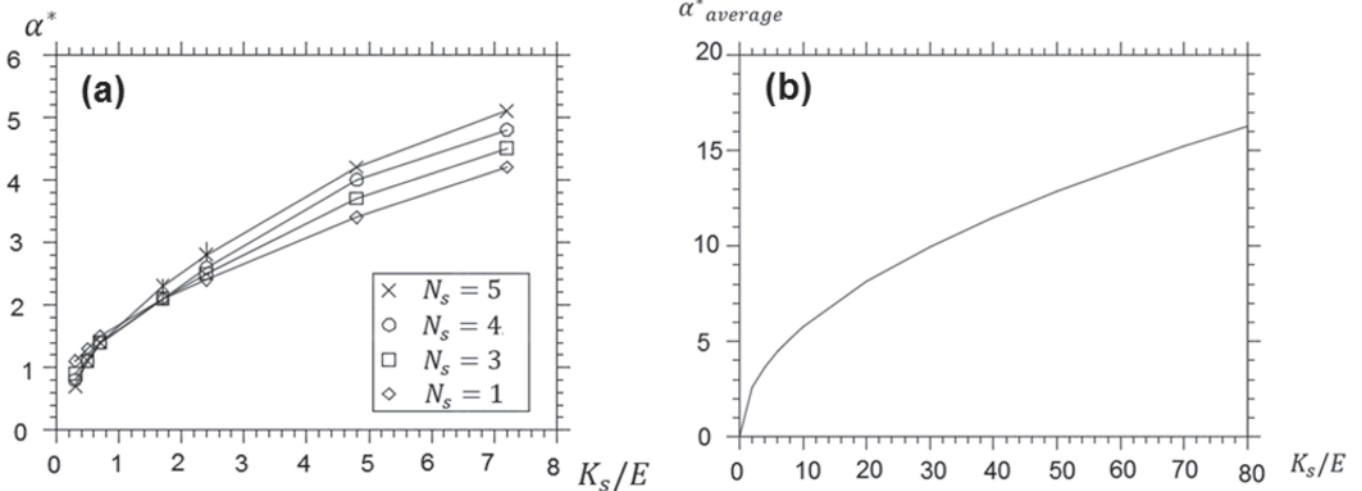 α*
6
5
4
3
2
1
0
(a)
N_s = 5
N_s = 4.
N_s = 3
N_s = 1
0 1 2 3 4 5 6 7 8
K_s/E
α*_average
20
15
10
5
0
(b)
0 10 20 30 40 50 60 70 80
K_s/E